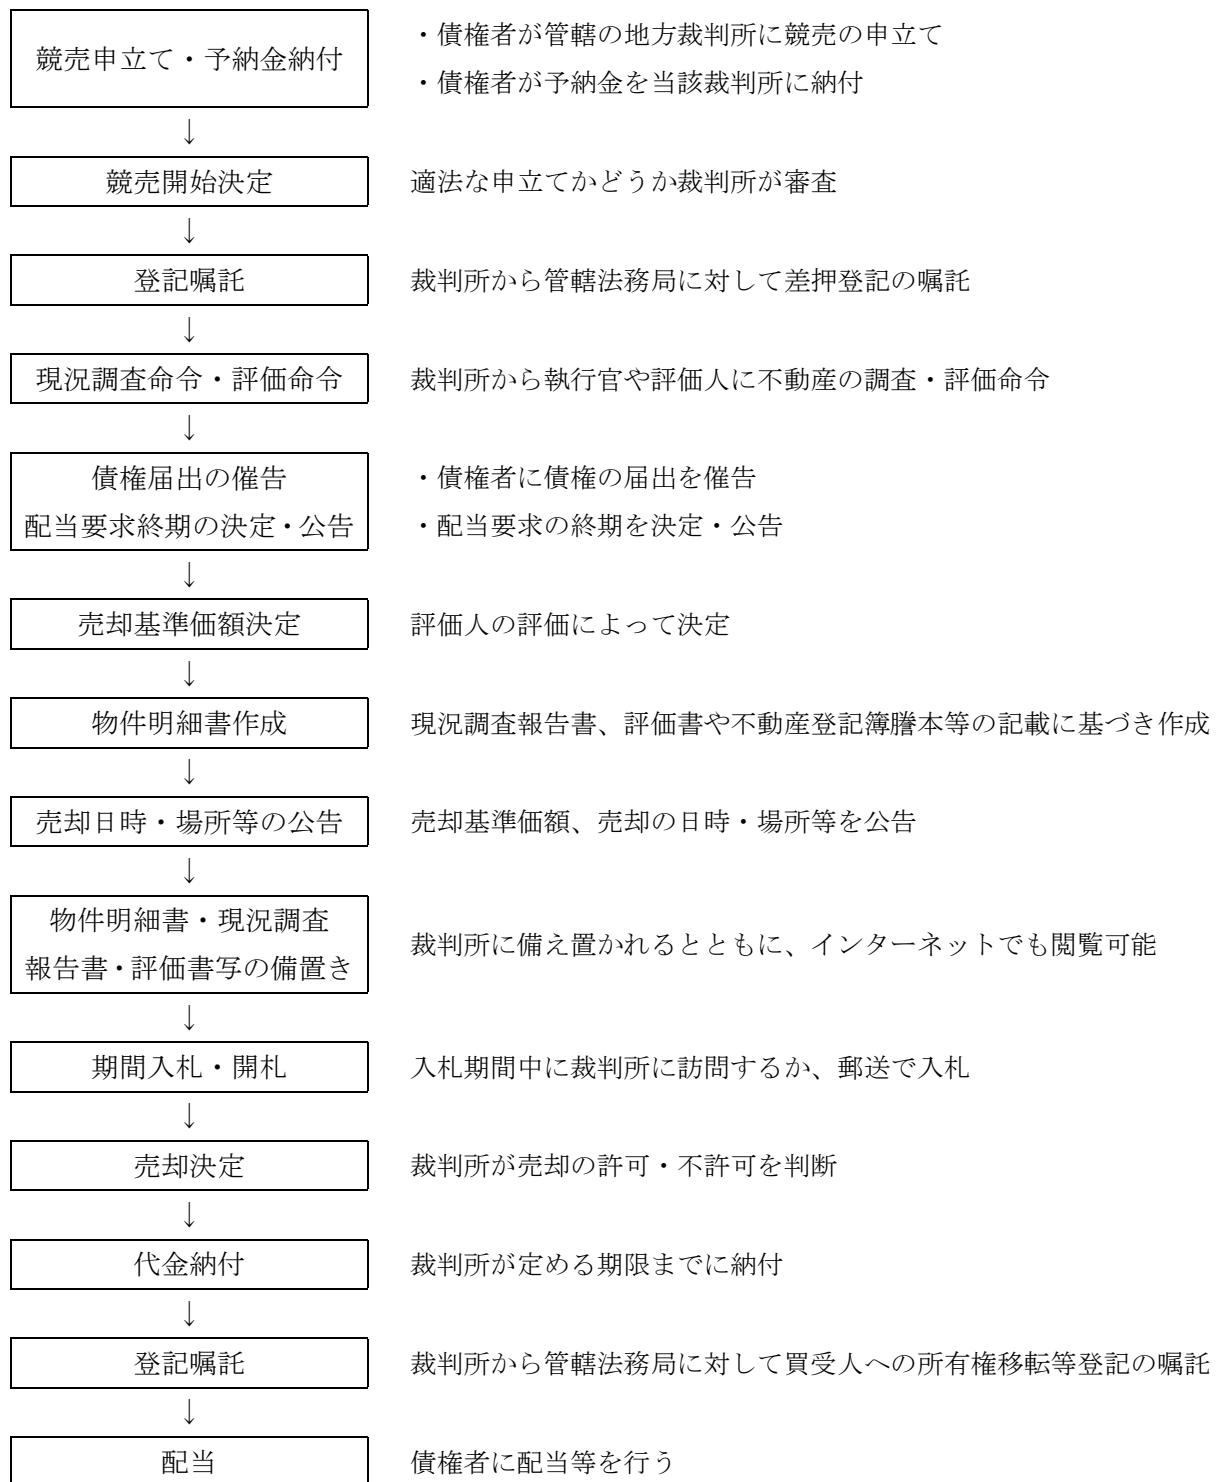 競売申立て・予納金納付
・債権者が管轄の地方裁判所に競売の申立て
・債権者が予納金を当該裁判所に納付
↓
競売開始決定
適法な申立てかどうか裁判所が審査
↓
登記嘱託
裁判所から管轄法務局に対して差押登記の嘱託
↓
現況調査命令・評価命令
裁判所から執行官や評価人に不動産の調査・評価命令
↓
債権届出の催告
配当要求終期の決定・公告
・債権者に債権の届出を催告
・配当要求の終期を決定・公告
↓
売却基準価額決定
評価人の評価によって決定
↓
物件明細書作成
現況調査報告書、評価書や不動産登記簿謄本等の記載に基づき作成
↓
売却日時・場所等の公告
売却基準価額、売却の日時・場所等を公告
↓
物件明細書・現況調査
報告書・評価書写の備置き
裁判所に備え置かれるとともに、インターネットでも閲覧可能
↓
期間入札・開札
入札期間中に裁判所に訪問するか、郵送で入札
↓
売却決定
裁判所が売却の許可・不許可を判断
↓
代金納付
裁判所が定める期限までに納付
↓
登記嘱託
裁判所から管轄法務局に対して買受人への所有権移転等登記の嘱託
↓
配当
債権者に配当等を行う